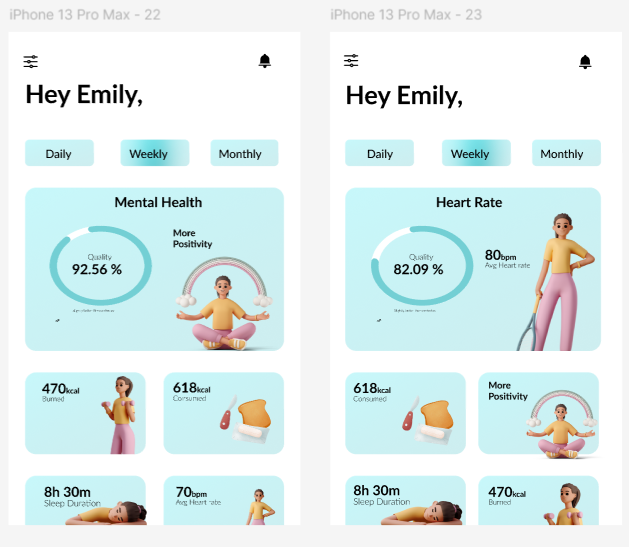 iPhone 13 Pro Max - 22
Hey Emily,
Daily
Weekly
Monthly
Mental Health
Quality
92.56 %
More
Positivity
470kcal
Burned
618kcal
Consumed
8h 30m
Sleep Duration
70bpm
Avg Heart rate
iPhone 13 Pro Max - 23
Hey Emily,
Daily
Weekly
Monthly
Heart Rate
Quality
82.09 %
80bpm
Avg Heart rate
618kcal
Consumed
More
Positivity
8h 30m
Sleep Duration
470kcal
Burned